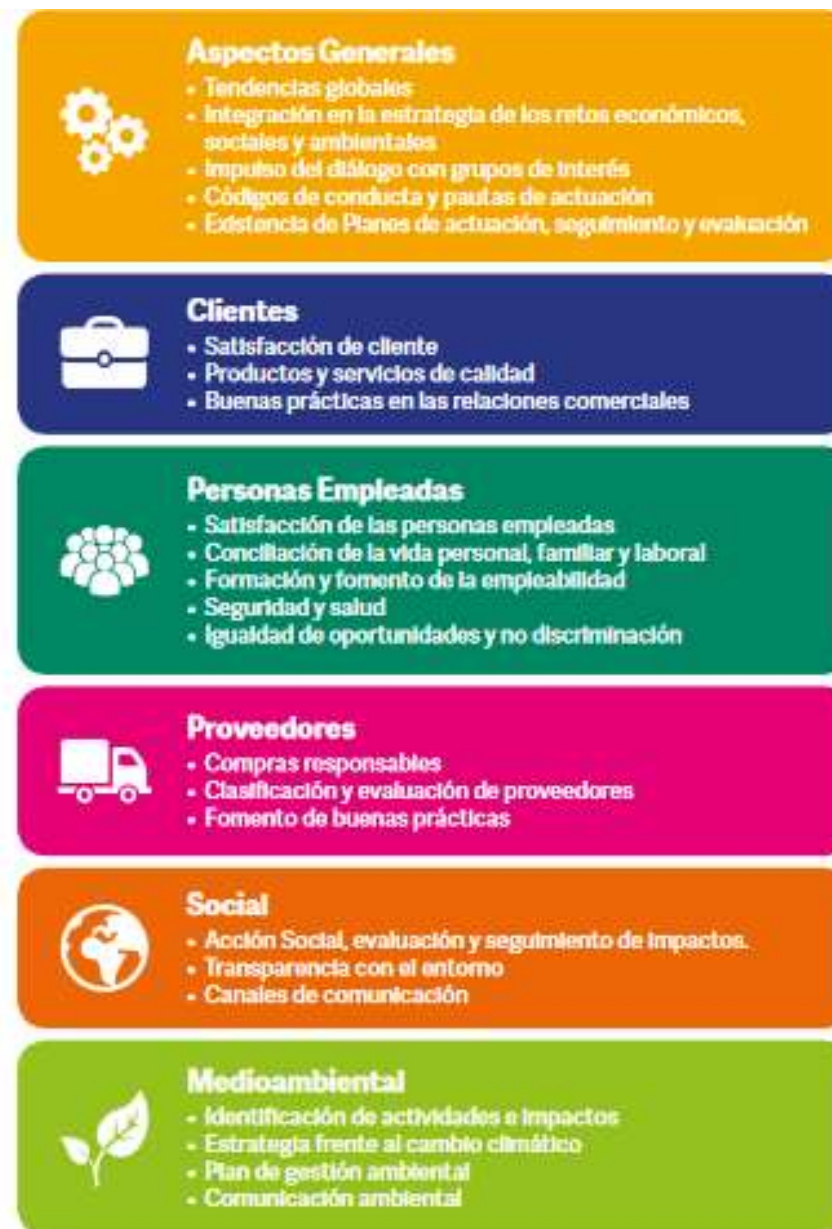 Aspectos Generales
• Tendencias globales
• Integración en la estrategia de los retos económicos,
sociales y ambientales
• Impulso del diálogo con grupos de interés
• Códigos de conducta y pautas de actuación
• Existencia de Planes de actuación, seguimiento y evaluación
Clientes
• Satisfacción de cliente
• Productos y servicios de calidad
• Buenas prácticas en las relaciones comerciales
Personas Empleadas
• Satisfacción de las personas empleadas
• Conciliación de la vida personal, familiar y laboral
• Formación y fomento de la empleabilidad
• Seguridad y salud
• Igualdad de oportunidades y no discriminación
Proveedores
• Compras responsables
• Clasificación y evaluación de proveedores
• Fomento de buenas prácticas
Social
• Acción Social, evaluación y seguimiento de impactos.
• Transparencia con el entorno
• Canales de comunicación
Medioambiental
• Identificación de actividades e impactos
• Estrategia frente al cambio climático
• Plan de gestión ambiental
• Comunicación ambiental